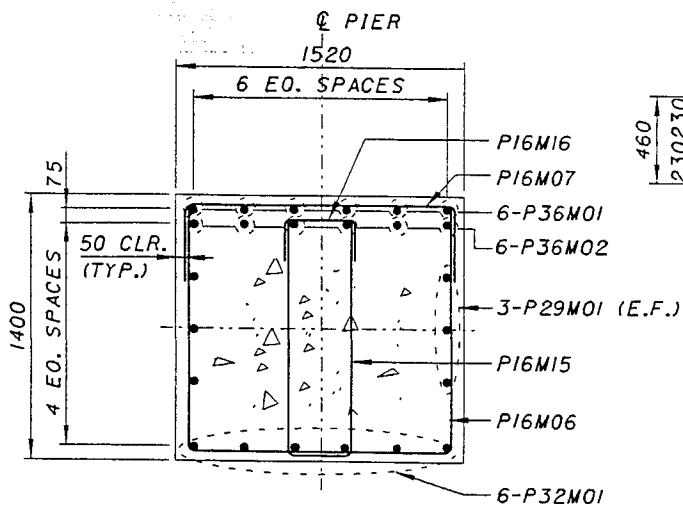 ℄ PIER
1520
6 EQ. SPACES
P16M16
460
230 230
75
P16M07
6-P36M01
6-P36M02
50 CLR.
(TYP.)
3-P29M01 (E.F.)
1400
4 EQ. SPACES
P16M15
P16M06
6-P32M01